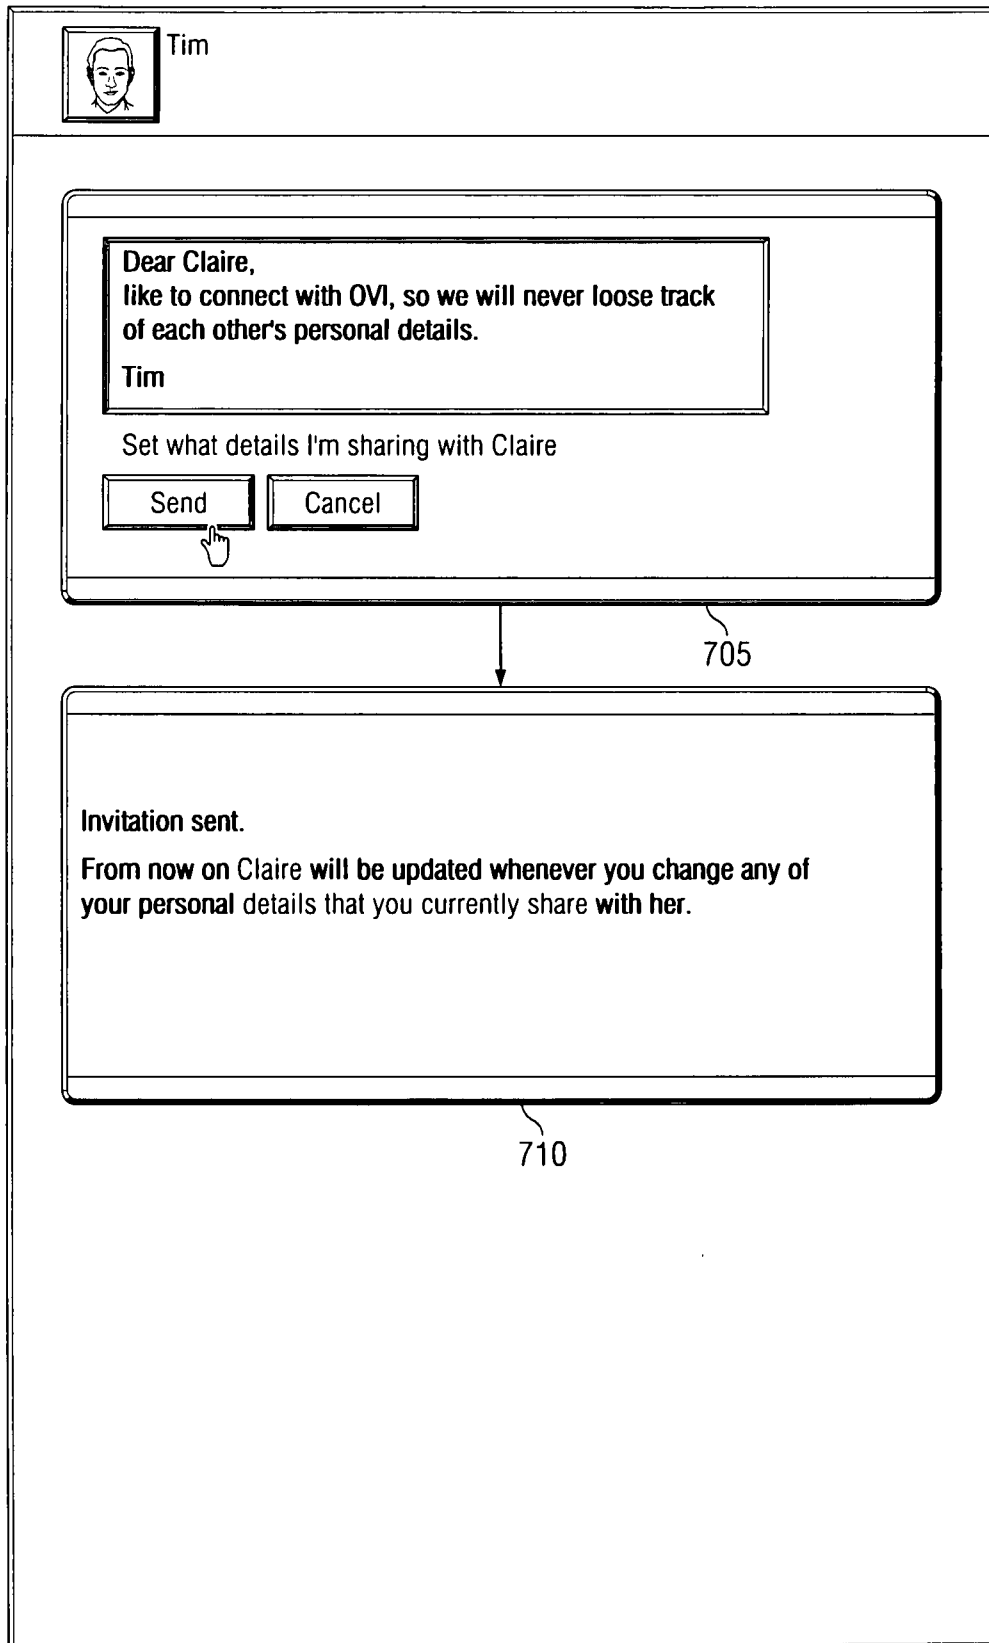 Tim
Dear Claire,
like to connect with OVI, so we will never loose track
of each other's personal details.
Tim
Set what details I'm sharing with Claire
Send Cancel
705
Invitation sent.
From now on Claire will be updated whenever you change any of
your personal details that you currently share with her.
710